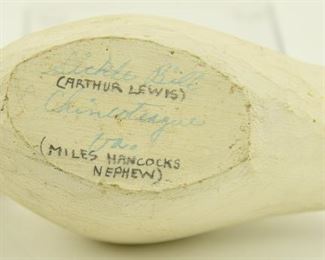 Sickle Bill
(ARTHUR LEWIS)
Chincoteague
Va.
(MILES HANCOCKS
NEPHEW)